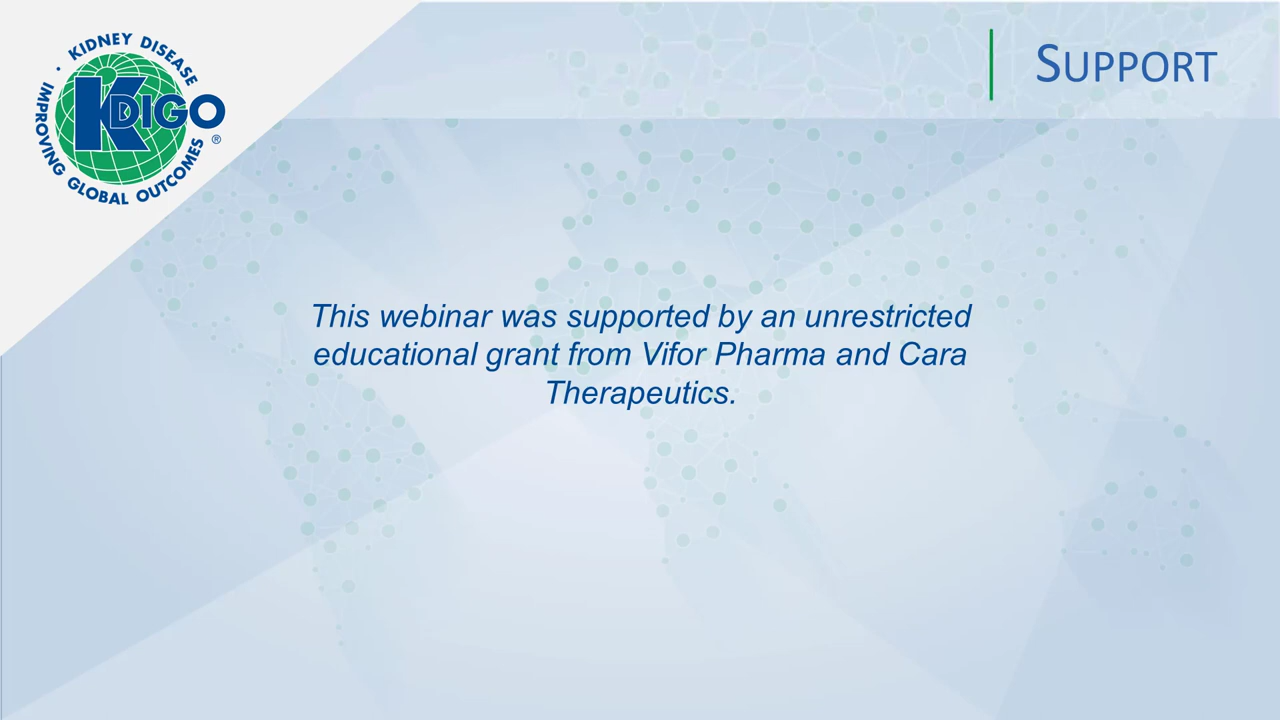 · KIDNEY DISEASE
IMPROVING GLOBAL OUTCOMES
KDIGO
®
SUPPORT
This webinar was supported by an unrestricted
educational grant from Vifor Pharma and Cara
Therapeutics.